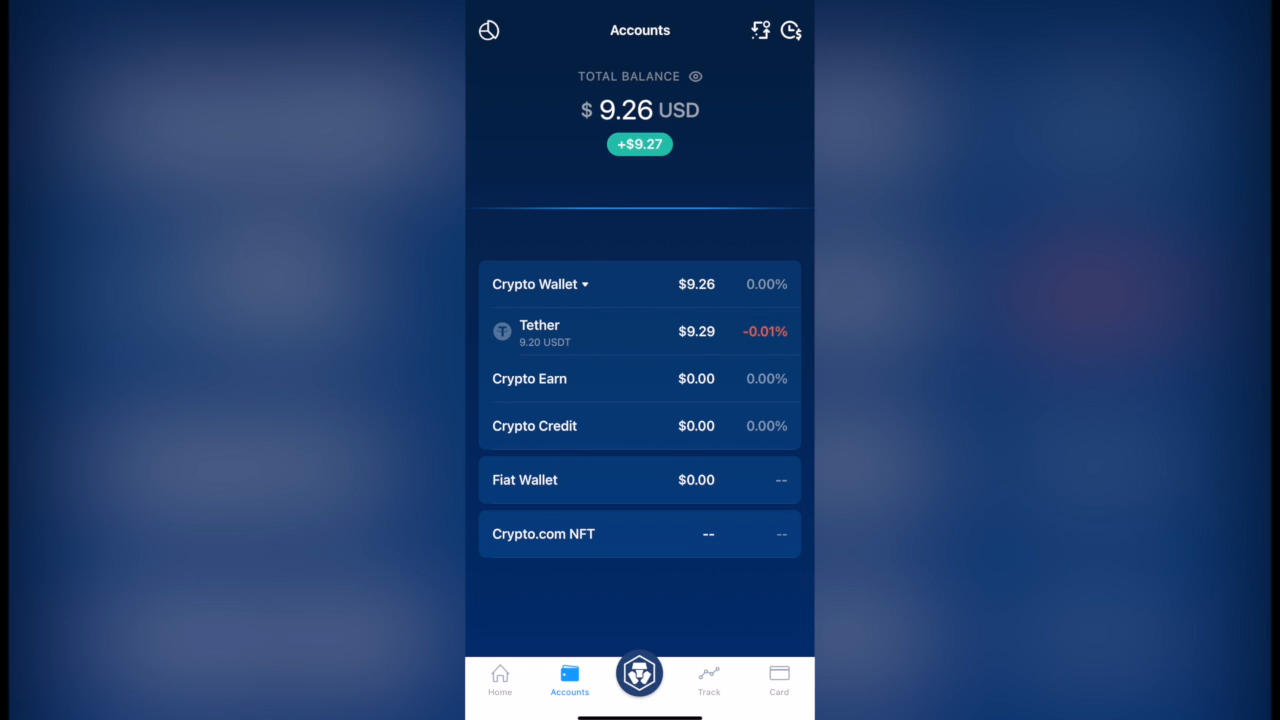 Accounts
TOTAL BALANCE
$ 9.26 USD
+$9.27
Crypto Wallet $9.26 0.00%
Tether $9.29 -0.01%
9.20 USDT
Crypto Earn $0.00 0.00%
Crypto Credit $0.00 0.00%
Fiat Wallet $0.00 --
Crypto.com NFT -- --
Home Accounts Track Card